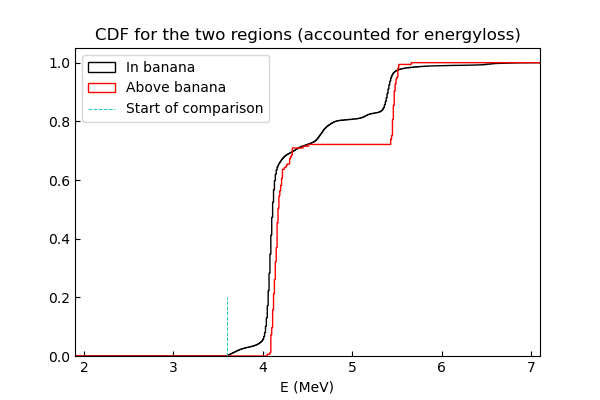 CDF for the two regions (accounted for energyloss)
In banana
Above banana
Start of comparison
1.0
0.8
0.6
0.4
0.2
0.0
2 3 4 5 6 7
E (MeV)